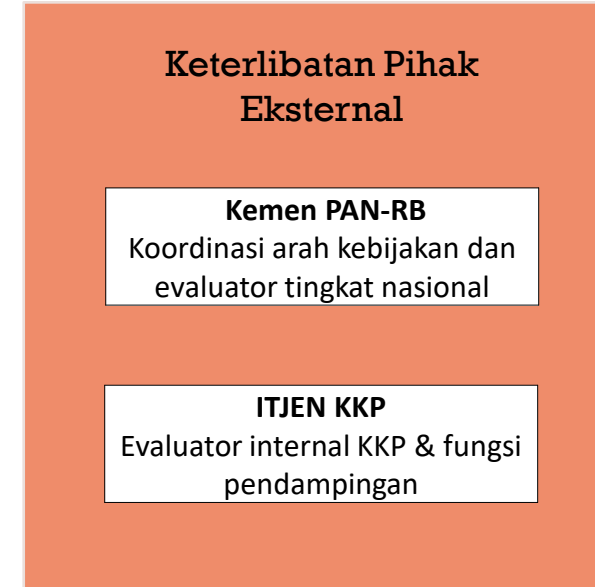 Keterlibatan Pihak
Eksternal
Kemen PAN-RB
Koordinasi arah kebijakan dan
evaluator tingkat nasional
ITJEN KKP
Evaluator internal KKP & fungsi
pendampingan